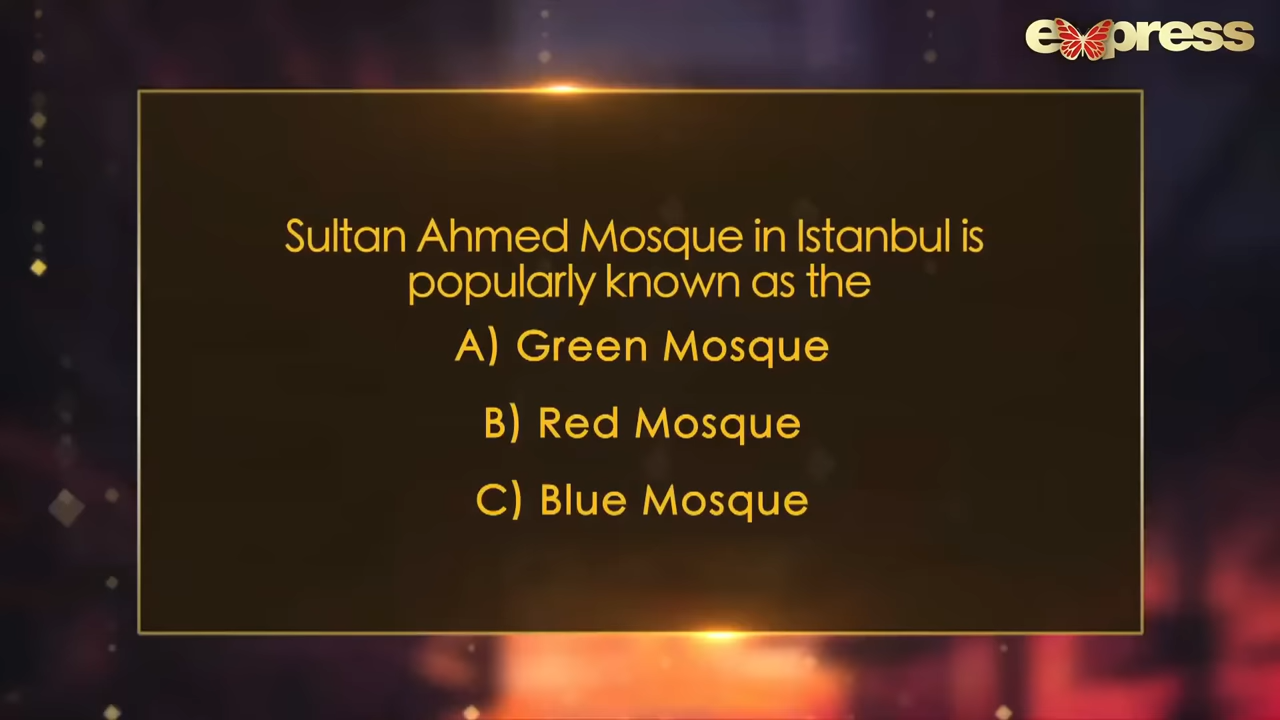 express
Sultan Ahmed Mosque in Istanbul is
popularly known as the
A) Green Mosque
B) Red Mosque
C) Blue Mosque